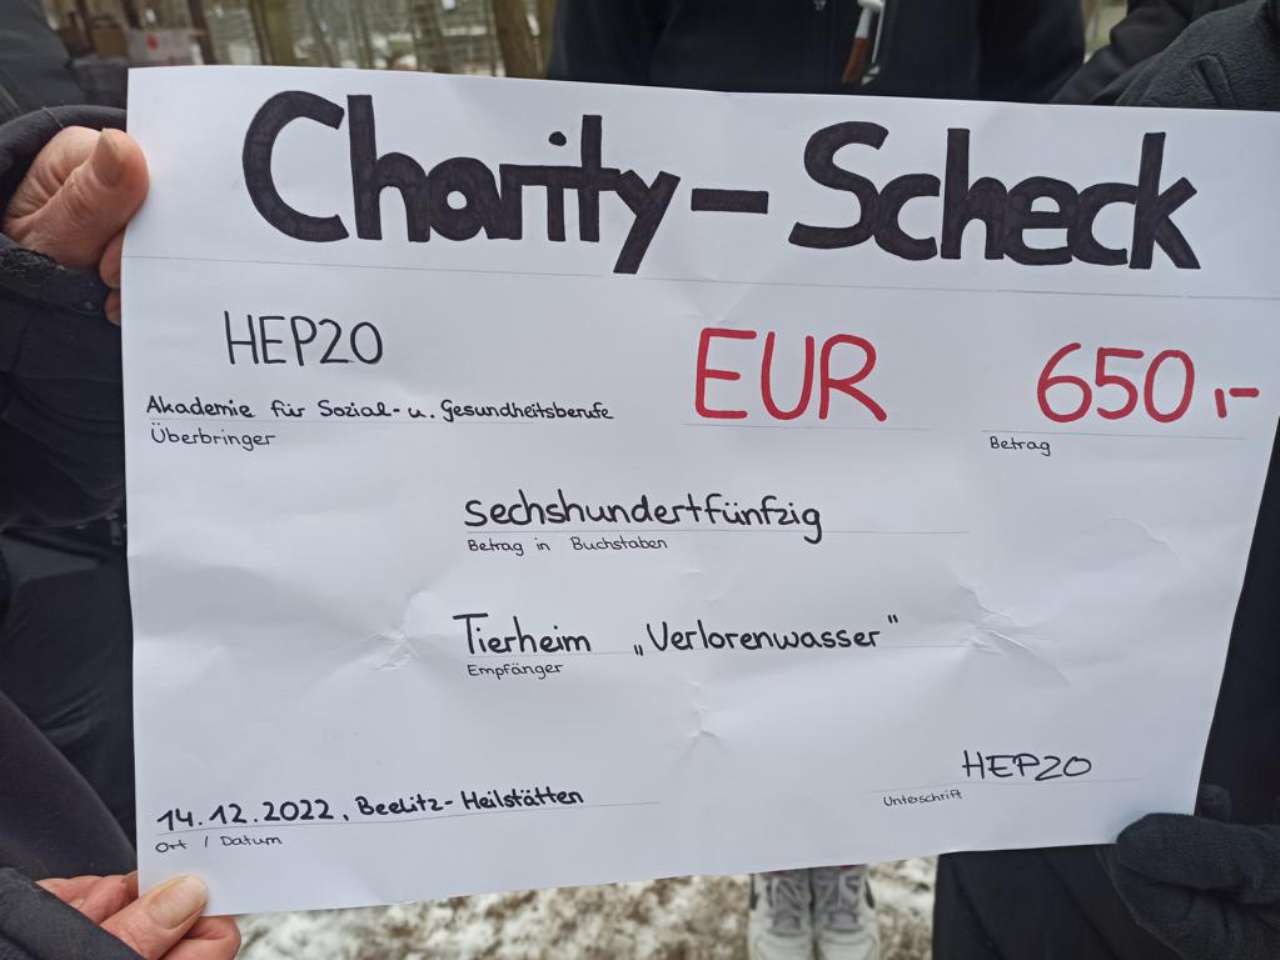 Charity-Scheck
HEP20
EUR
650,-
Akademie für Sozial- u. Gesundheitsberufe
Überbringer
Betrag
sechshundertfünfzig
Betrag in Buchstaben
Tierheim „Verlorenwasser"
Empfänger
HEP20
Unterschrift
14.12.2022, Beelitz-Heilstätten
Ort / Datum